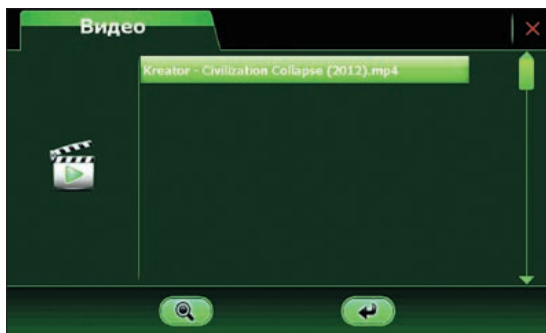 Видео
Kreator - Civilization Collapse (2012).mp4